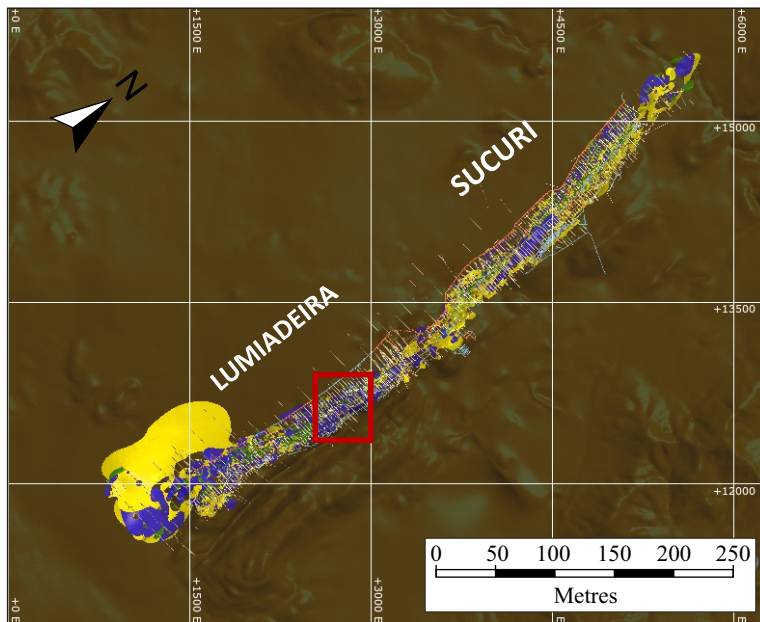 +0 E
+1500 E
+3000 E
+4500 E
+6000 E
N
SUCURI
+15000
LUMIADEIRA
+13500
+12000
0 50 100 150 200 250
Metres
+0 E
+1500 E
+3000 E
+4500 E
+6000 E